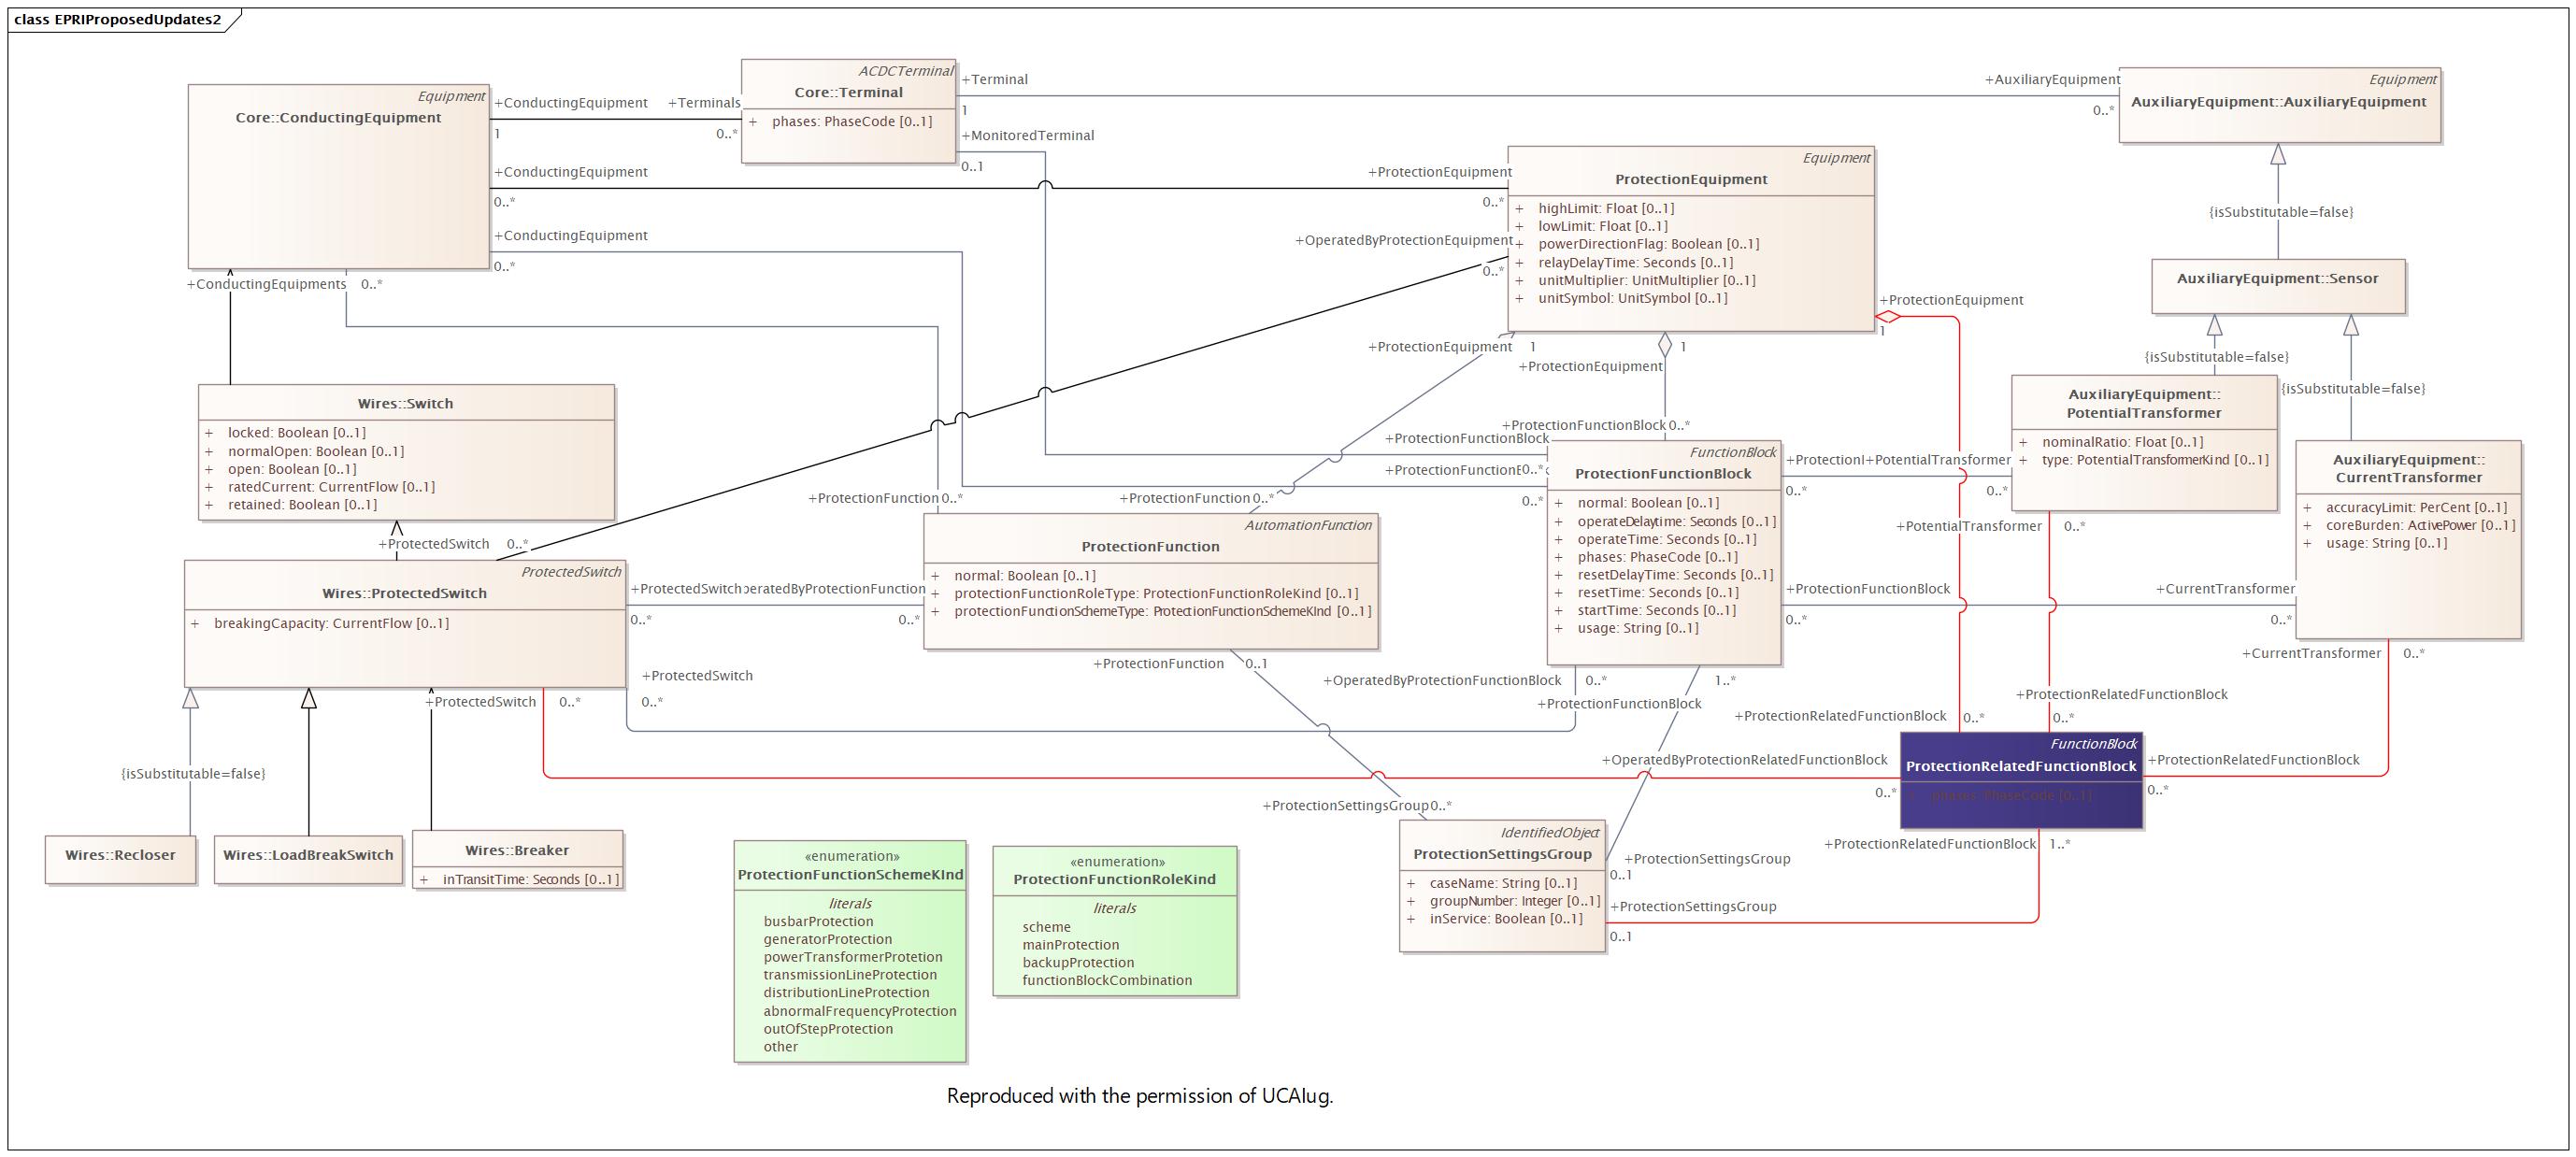 class EPRIProposedUpdates2
Equipment
Core::ConductingEquipment
+ConductingEquipment
1
+Terminals
0..*
ACDCTerminal
Core::Terminal
+ phases: PhaseCode [0..1]
+Terminal
1
+MonitoredTerminal
0..1
+AuxiliaryEquipment
0..*
Equipment
AuxiliaryEquipment::AuxiliaryEquipment
+ConductingEquipment
0..*
+ProtectionEquipment
0..*
+ConductingEquipment
0..*
+OperatedByProtectionEquipment
0..*
Equipment
ProtectionEquipment
+ highLimit: Float [0..1]
+ lowLimit: Float [0..1]
+ powerDirectionFlag: Boolean [0..1]
+ relayDelayTime: Seconds [0..1]
+ unitMultiplier: UnitMultiplier [0..1]
+ unitSymbol: UnitSymbol [0..1]
{isSubstitutable=false}
AuxiliaryEquipment::Sensor
+ConductingEquipments 0..*
+ProtectionEquipment
1
+ProtectionEquipment 1
1
+ProtectionEquipment
{isSubstitutable=false}
{isSubstitutable=false}
Wires::Switch
+ locked: Boolean [0..1]
+ normalOpen: Boolean [0..1]
+ open: Boolean [0..1]
+ ratedCurrent: CurrentFlow [0..1]
+ retained: Boolean [0..1]
AuxiliaryEquipment::
PotentialTransformer
+ nominalRatio: Float [0..1]
+ type: PotentialTransformerKind [0..1]
+ProtectionFunctionBlock 0..*
+ProtectionFunctionBlock
0..*
+ProtectionFunctionB
0..*
FunctionBlock
ProtectionFunctionBlock
+ normal: Boolean [0..1]
+ operateDelaytime: Seconds [0..1]
+ operateTime: Seconds [0..1]
+ phases: PhaseCode [0..1]
+ resetDelayTime: Seconds [0..1]
+ resetTime: Seconds [0..1]
+ startTime: Seconds [0..1]
+ usage: String [0..1]
+PotentialTransformer
0..*
0..*
AuxiliaryEquipment::
CurrentTransformer
+ accuracyLimit: PerCent [0..1]
+ coreBurden: ActivePower [0..1]
+ usage: String [0..1]
+ProtectionFunction 0..*
+ProtectionFunction 0..*
+PotentialTransformer 0..*
+ProtectedSwitch 0..*
AutomationFunction
ProtectionFunction
+ normal: Boolean [0..1]
+ protectionFunctionRoleType: ProtectionFunctionRoleKind [0..1]
+ protectionFunctionSchemeType: ProtectionFunctionSchemeKInd [0..1]
ProtectedSwitch
Wires::ProtectedSwitch
+ breakingCapacity: CurrentFlow [0..1]
+ProtectedSwitch
0..*
0..*
+ProtectionFunctionBlock
0..*
+CurrentTransformer
0..*
+CurrentTransformer 0..*
+ProtectionFunction 0..1
+ProtectedSwitch
0..*
+ProtectedSwitch 0..*
+OperatedByProtectionFunctionBlock 0..*
1..*
+ProtectionFunctionBlock
+ProtectionRelatedFunctionBlock
0..*
+ProtectionRelatedFunctionBlock 0..*
FunctionBlock
ProtectionRelatedFunctionBlock
+ phases: PhaseCode [0..1]
+OperatedByProtectionRelatedFunctionBlock
0..*
+ProtectionRelatedFunctionBlock
0..*
{isSubstitutable=false}
+ProtectionSettingsGroup 0..*
+ProtectionRelatedFunctionBlock 1..*
Wires::Recloser
Wires::LoadBreakSwitch
Wires::Breaker
+ inTransitTime: Seconds [0..1]
«enumeration»
ProtectionFunctionSchemeKInd
literals
busbarProtection
generatorProtection
powerTransformerProtetion
transmissionLineProtection
distributionLineProtection
abnormalFrequencyProtection
outOfStepProtection
other
«enumeration»
ProtectionFunctionRoleKind
literals
scheme
mainProtection
backupProtection
functionBlockCombination
IdentifiedObject
ProtectionSettingsGroup
+ caseName: String [0..1]
+ groupNumber: Integer [0..1]
+ inService: Boolean [0..1]
+ProtectionSettingsGroup
0..1
+ProtectionSettingsGroup
0..1
Reproduced with the permission of UCAIug.